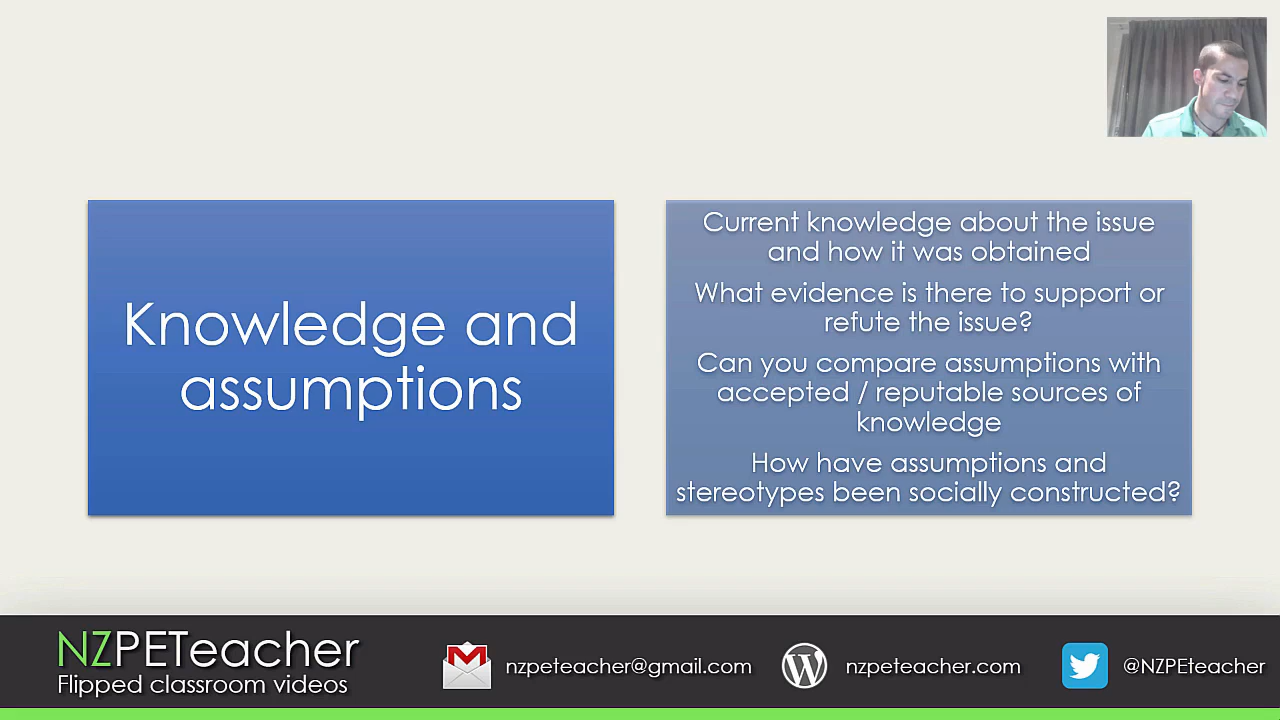 Knowledge and
assumptions
Current knowledge about the issue
and how it was obtained
What evidence is there to support or
refute the issue?
Can you compare assumptions with
accepted / reputable sources of
knowledge
How have assumptions and
stereotypes been socially constructed?
NZPETeacher
Flipped classroom videos
nzpeteacher@gmail.com
nzpeteacher.com
@NZPEteacher